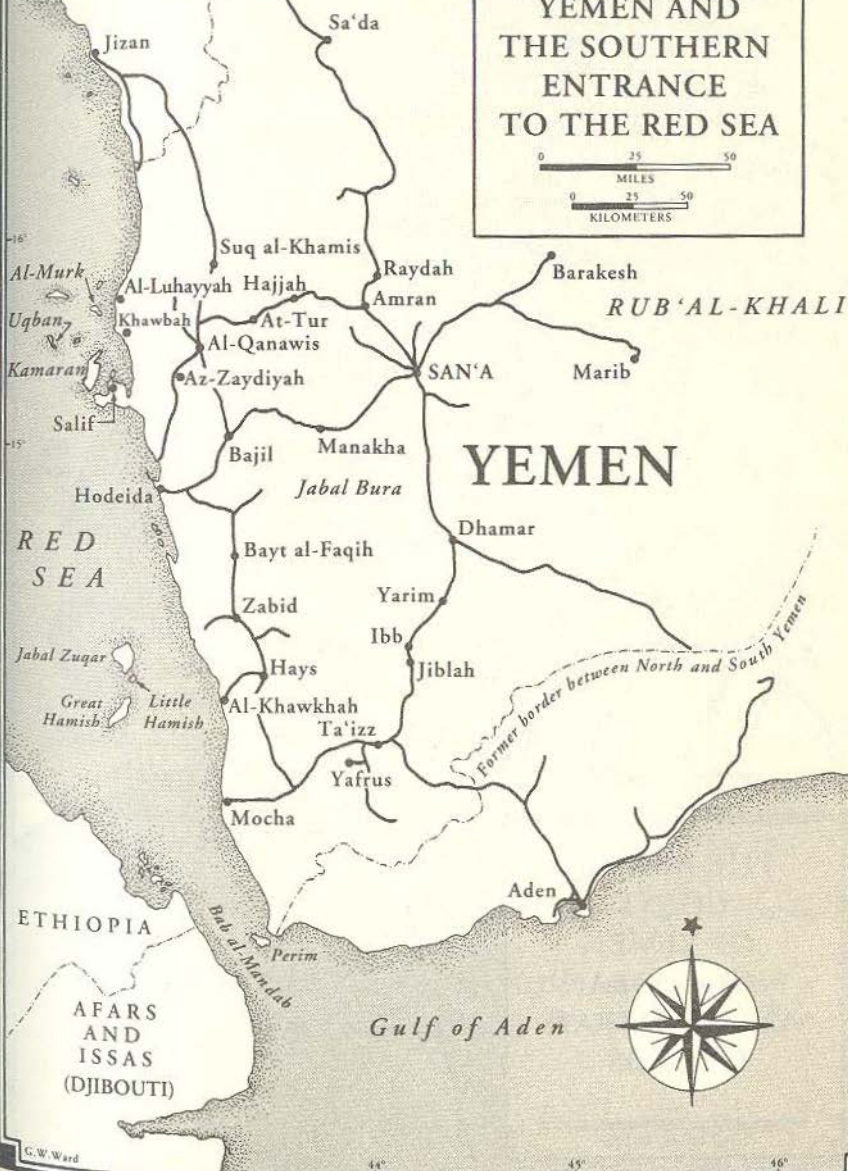 YEMEN AND
THE SOUTHERN
ENTRANCE
TO THE RED SEA
0 25 50
MILES
0 25 50
KILOMETERS
Jizan
Sa‘da
16°
Suq al-Khamis
Raydah
Barakesh
Al-Murk
Al-Luhayyah
Hajjah
Amran
RUB‘AL-KHALI
Uqban
Khawbah
At-Tur
Al-Qanawis
Kamaran
Az-Zaydiyah
SAN‘A
Marib
Salif
15°
Bajil
Manakha
YEMEN
Hodeida
Jabal Bura
RED
SEA
Dhamar
Bayt al-Faqih
Yarim
Zabid
Ibb
Jabal Zuqar
Hays
Jiblah
Former border between North and South Yemen
Great
Hamish
Little
Hamish
Al-Khawkhah
Ta‘izz
Yafrus
Mocha
Aden
ETHIOPIA
Bab al-Mandab
Perim
AFARS
AND
ISSAS
(DJIBOUTI)
Gulf of Aden
G.W.Ward
44°
45°
46°